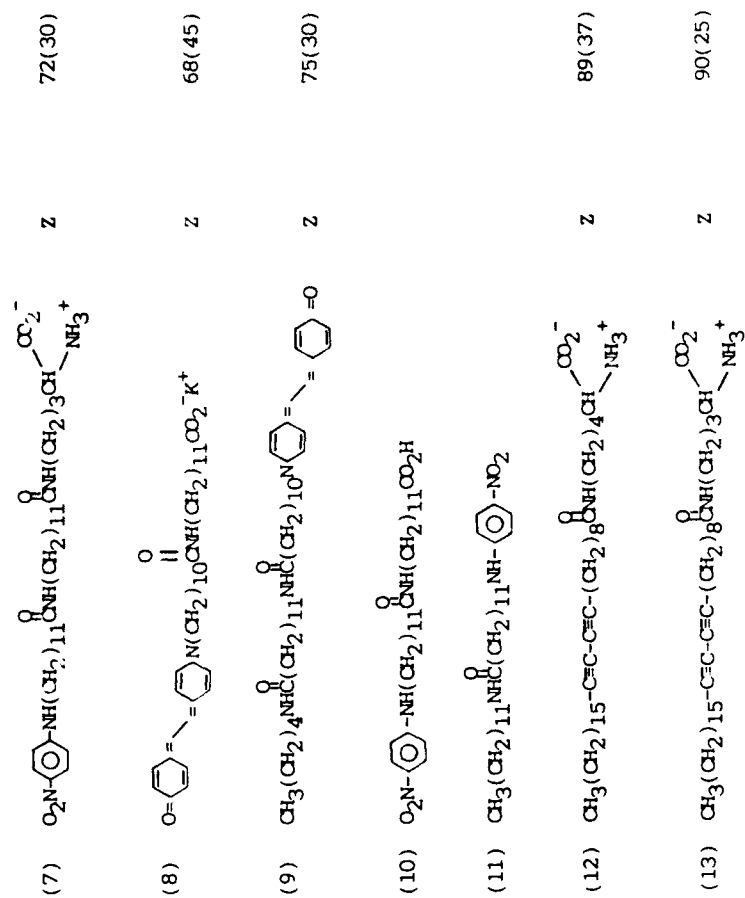 (7) O₂N-⌬-NH(CH₂)₁₁CNH(CH₂)₁₁CNH(CH₂)₃CH CO₂⁻ NH₃⁺ O O Z 72(30)
(8) O= = = N(CH₂)₁₀CNH(CH₂)₁₁CO₂⁻K⁺ O Z 68(45)
(9) CH₃(CH₂)₄NHC(CH₂)₁₁NHC(CH₂)₁₀N = = =O O O Z 75(30)
(10) O₂N-⌬-NH(CH₂)₁₁CNH(CH₂)₁₁CO₂H O
(11) CH₃(CH₂)₁₁NHC(CH₂)₁₁NH-⌬-NO₂ O
(12) CH₃(CH₂)₁₅-C≡C-C≡C-(CH₂)₈CNH(CH₂)₄CH CO₂⁻ NH₃⁺ O Z 89(37)
(13) CH₃(CH₂)₁₅-C≡C-C≡C-(CH₂)₈CNH(CH₂)₃CH CO₂⁻ NH₃⁺ O Z 90(25)